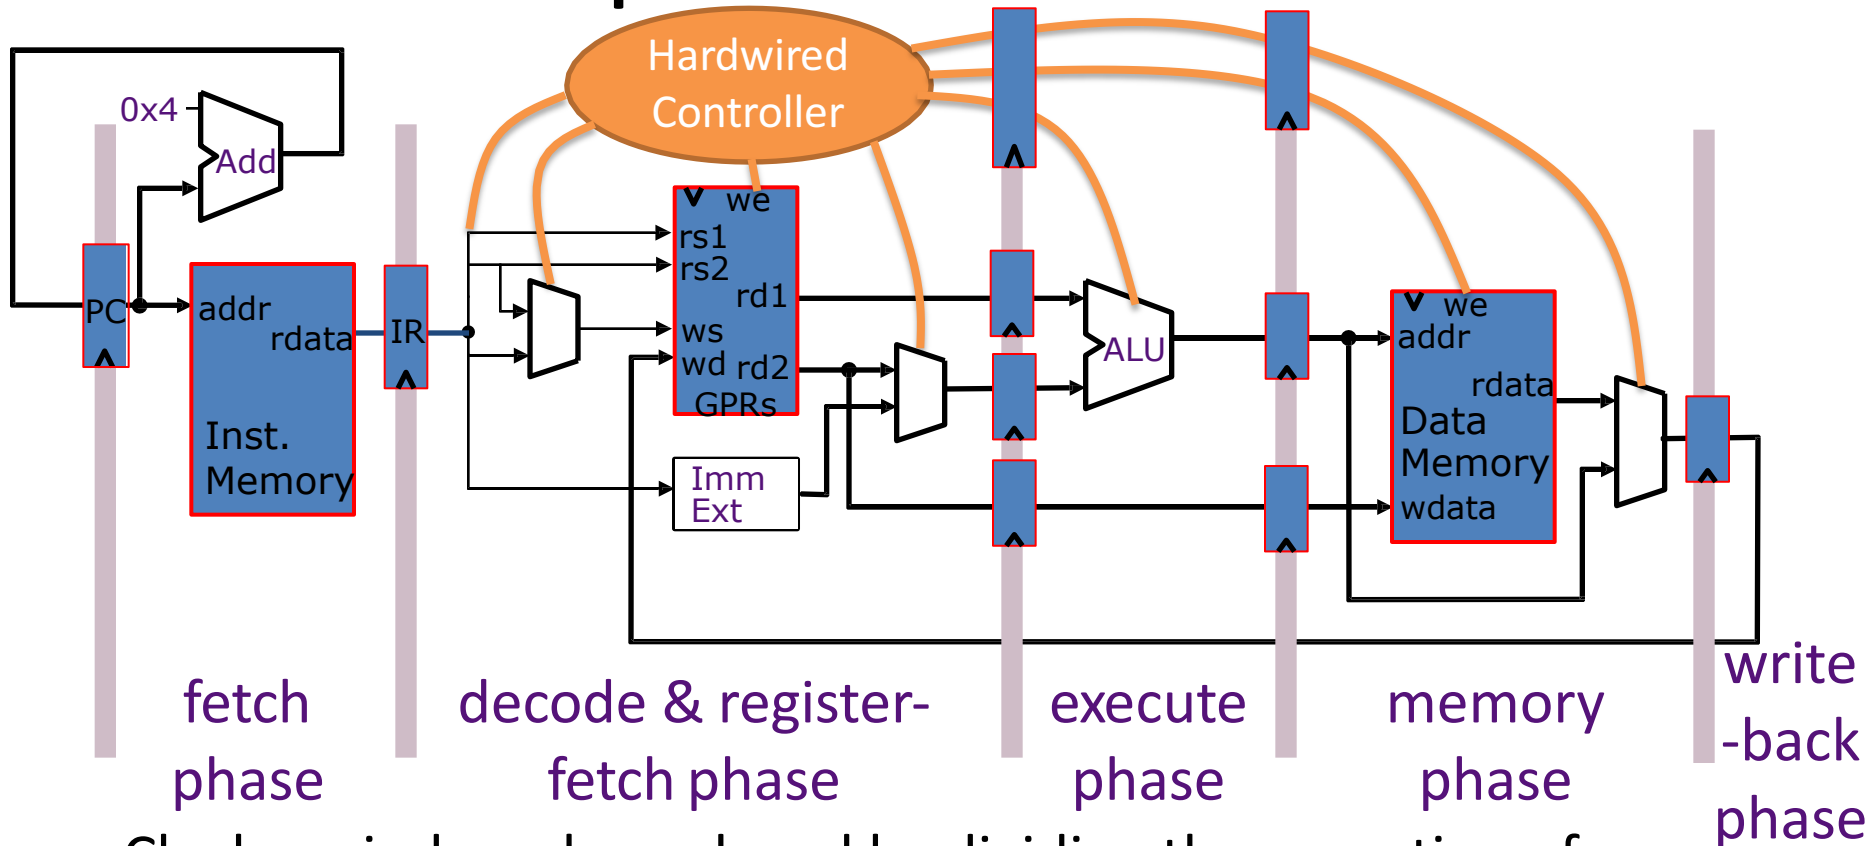 Hardwired
Controller
0x4
Add
PC
addr
rdata
Inst.
Memory
IR
we
rs1
rs2
rd1
ws
wd rd2
GPRs
Imm
Ext
ALU
we
addr
rdata
Data
Memory
wdata
fetch
phase
decode & register-
fetch phase
execute
phase
memory
phase
write
-back
phase